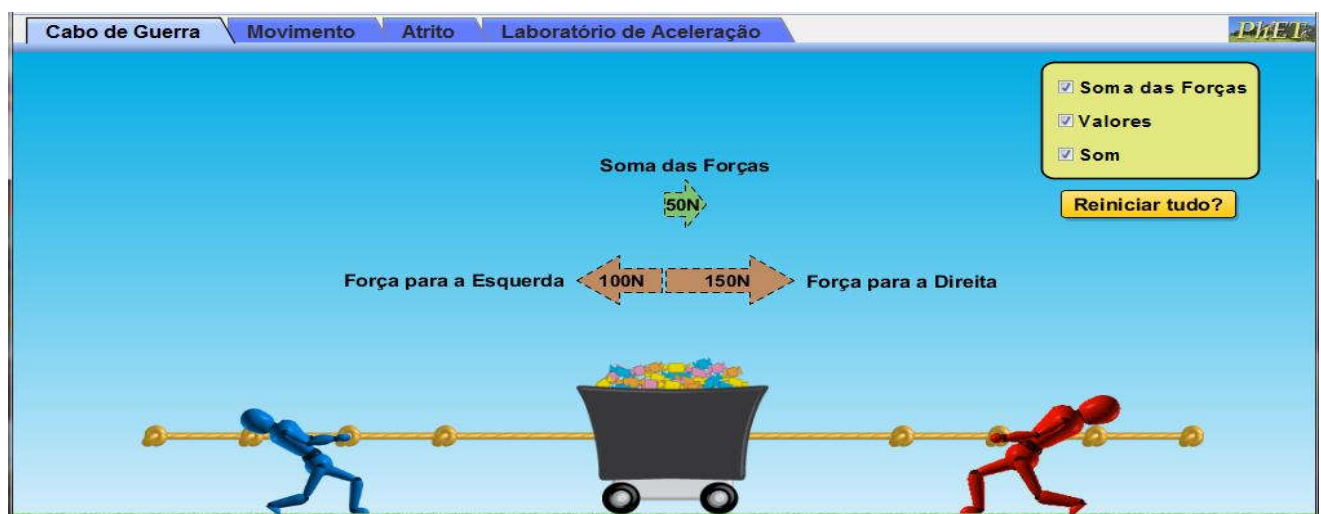 Cabo de Guerra Movimento Atrito Laboratório de Aceleração PhET
Soma das Forças
Valores
Som
Reiniciar tudo?
Soma das Forças
50N
Força para a Esquerda 100N 150N Força para a Direita